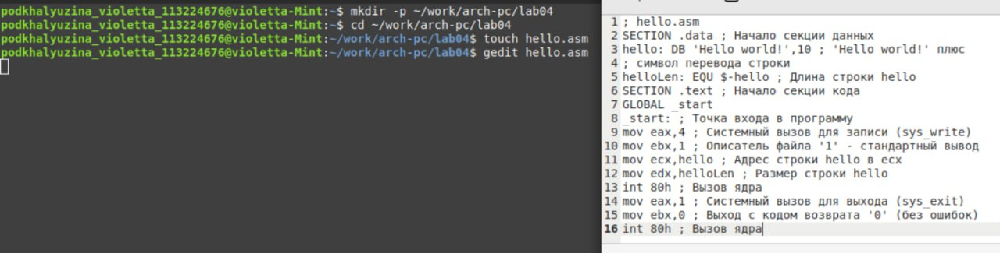 podkhalyuzina_violetta_113224676@violetta-Mint:~$ mkdir -p ~/work/arch-pc/lab04
podkhalyuzina_violetta_113224676@violetta-Mint:~$ cd ~/work/arch-pc/lab04
podkhalyuzina_violetta_113224676@violetta-Mint:~/work/arch-pc/lab04$ touch hello.asm
podkhalyuzina_violetta_113224676@violetta-Mint:~/work/arch-pc/lab04$ gedit hello.asm
1 ; hello.asm
2 SECTION .data ; Начало секции данных
3 hello: DB 'Hello world!',10 ; 'Hello world!' плюс
4 ; символ перевода строки
5 helloLen: EQU $-hello ; Длина строки hello
6 SECTION .text ; Начало секции кода
7 GLOBAL _start
8 _start: ; Точка входа в программу
9 mov eax,4 ; Системный вызов для записи (sys_write)
10 mov ebx,1 ; Описатель файла '1' - стандартный вывод
11 mov ecx,hello ; Адрес строки hello в ecx
12 mov edx,helloLen ; Размер строки hello
13 int 80h ; Вызов ядра
14 mov eax,1 ; Системный вызов для выхода (sys_exit)
15 mov ebx,0 ; Выход с кодом возврата '0' (без ошибок)
16 int 80h ; Вызов ядра